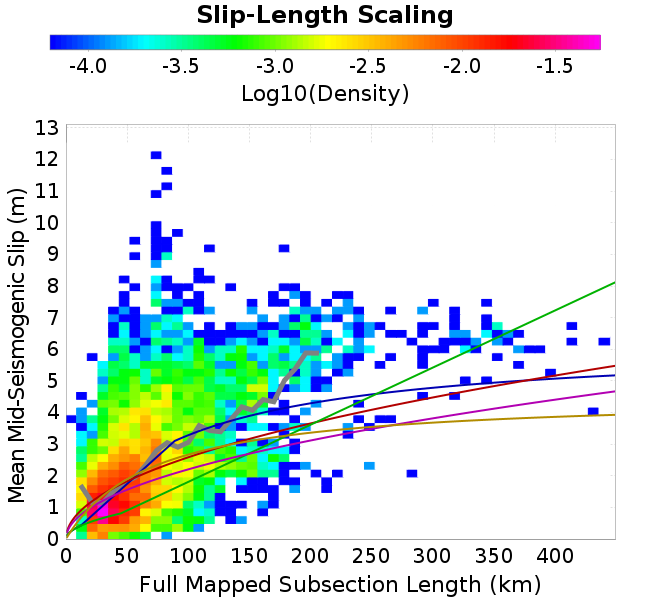 Slip-Length Scaling
-4.0 -3.5 -3.0 -2.5 -2.0 -1.5
Log10(Density)
Mean Mid-Seismogenic Slip (m)
13
12
11
10
9
8
7
6
5
4
3
2
1
0
0 50 100 150 200 250 300 350 400
Full Mapped Subsection Length (km)